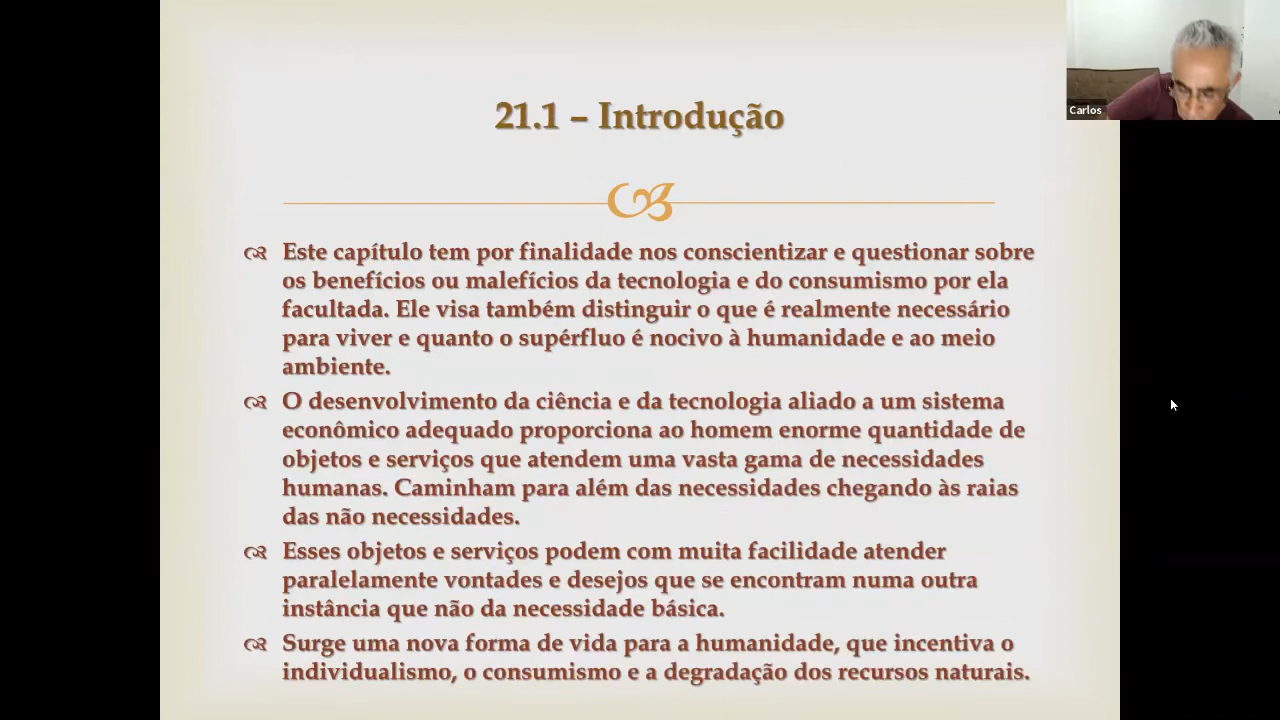 21.1 – Introdução
Carlos
Este capítulo tem por finalidade nos conscientizar e questionar sobre
os benefícios ou malefícios da tecnologia e do consumismo por ela
facultada. Ele visa também distinguir o que é realmente necessário
para viver e quanto o supérfluo é nocivo à humanidade e ao meio
ambiente.
O desenvolvimento da ciência e da tecnologia aliado a um sistema
econômico adequado proporciona ao homem enorme quantidade de
objetos e serviços que atendem uma vasta gama de necessidades
humanas. Caminham para além das necessidades chegando às raias
das não necessidades.
Esses objetos e serviços podem com muita facilidade atender
paralelamente vontades e desejos que se encontram numa outra
instância que não da necessidade básica.
Surge uma nova forma de vida para a humanidade, que incentiva o
individualismo, o consumismo e a degradação dos recursos naturais.